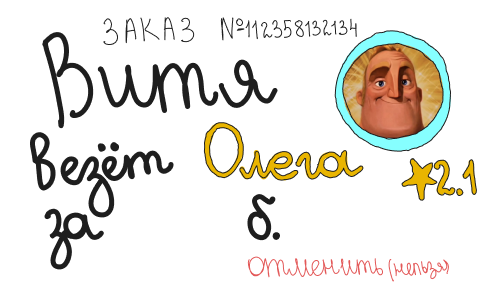 ЗАКАЗ №112358132134
Витя
Везёт Олега
★2.1
за б.
отменить (нельзя)